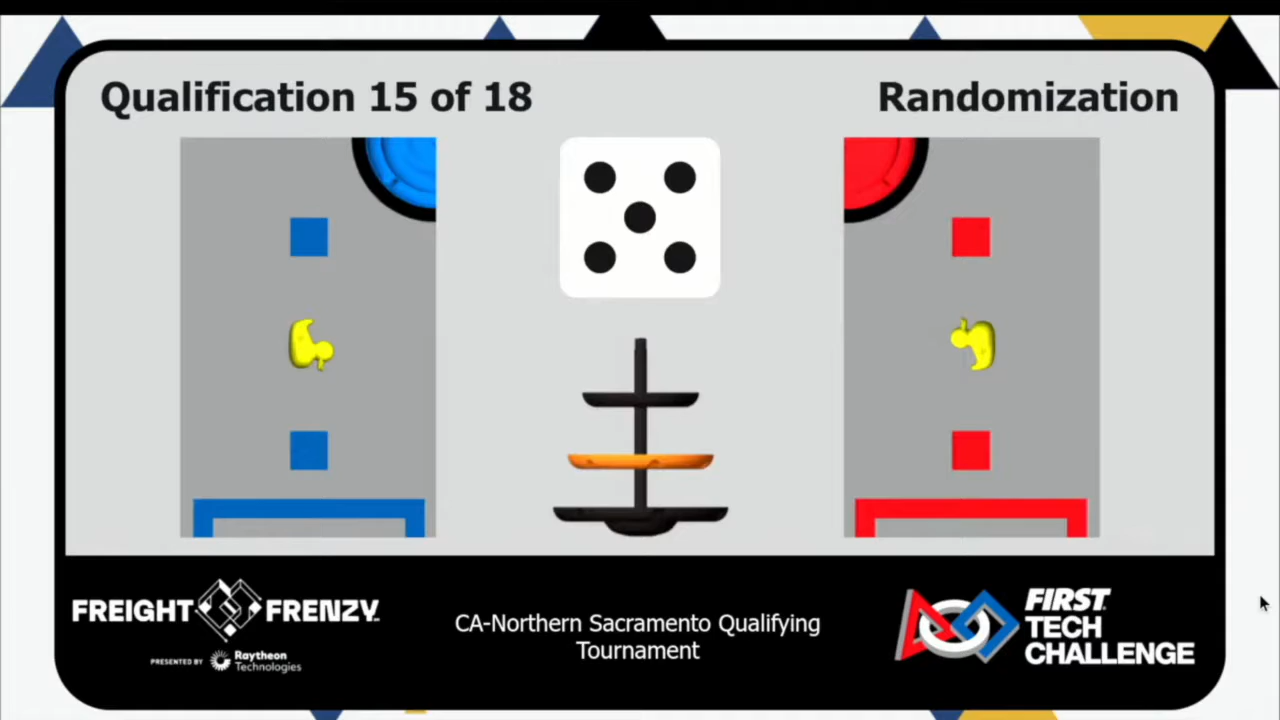 Qualification 15 of 18
Randomization
FREIGHT FRENZY
PRESENTED BY Raytheon
Technologies
CA-Northern Sacramento Qualifying
Tournament
FIRST
TECH
CHALLENGE